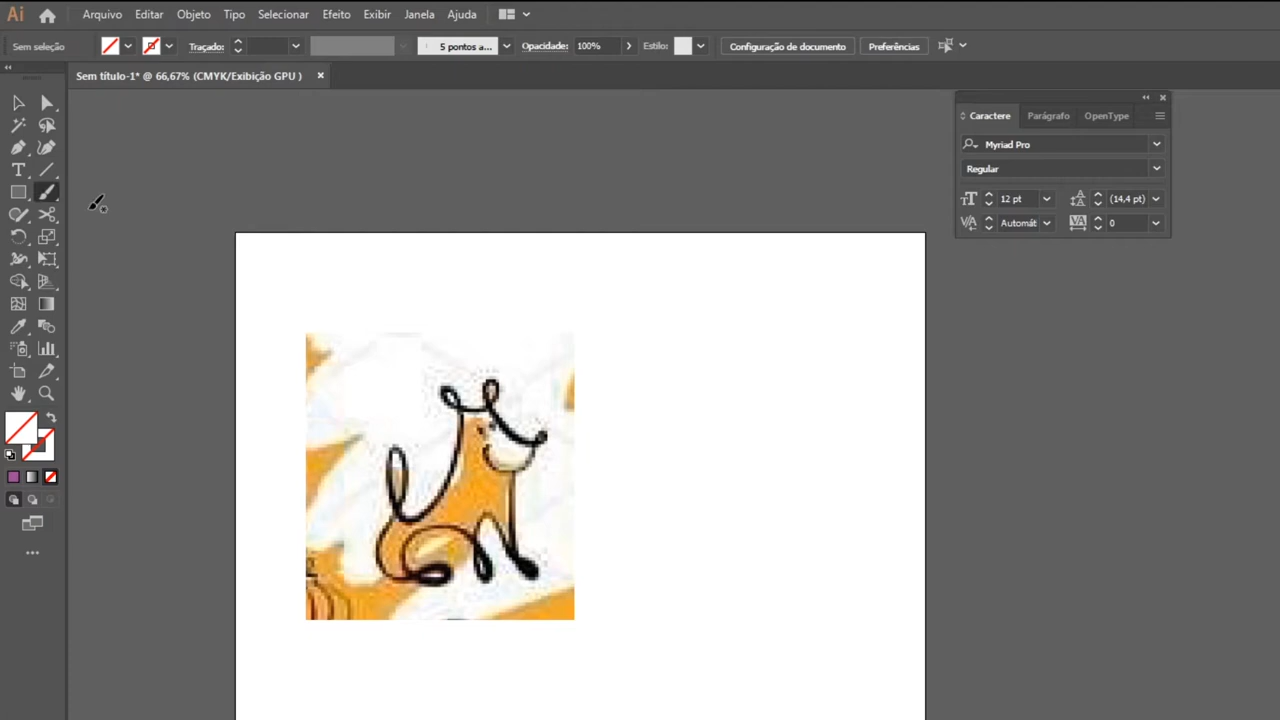 Ai Arquivo Editar Objeto Tipo Selecionar Efeito Exibir Janela Ajuda
Sem seleção Traçado: 5 pontos a... Opacidade: 100% Estilo: Configuração de documento Preferências
Sem título-1* @ 66,67% (CMYK/Exibição GPU ) ×
Caractere Parágrafo OpenType
Myriad Pro
Regular
12 pt (14,4 pt)
Automát 0